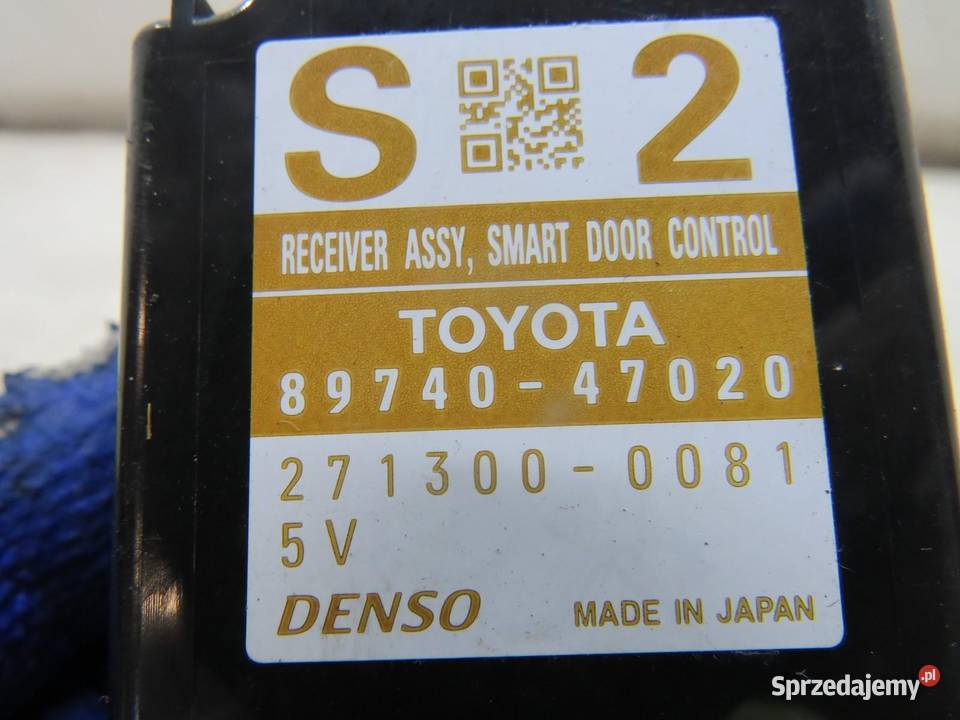 S 2
RECEIVER ASSY, SMART DOOR CONTROL
TOYOTA
89740-47020
271300-0081
5V
DENSO MADE IN JAPAN
Sprzedajemy.pl